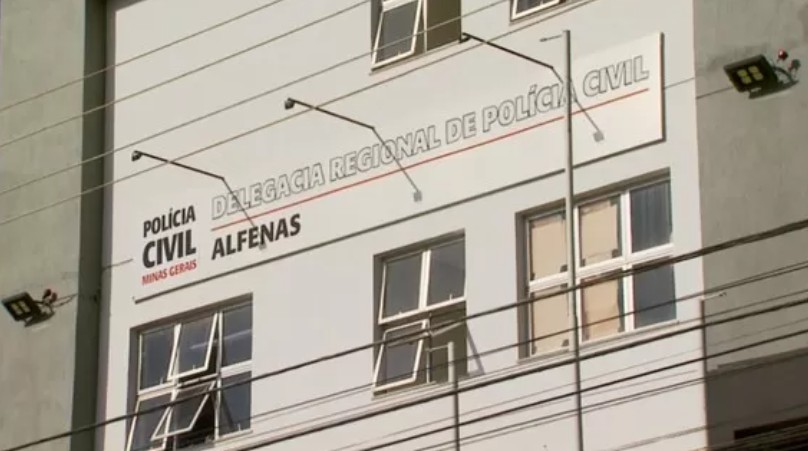 POLÍCIA
CIVIL
MINAS GERAIS
DELEGACIA REGIONAL DE POLÍCIA CIVIL
ALFENAS